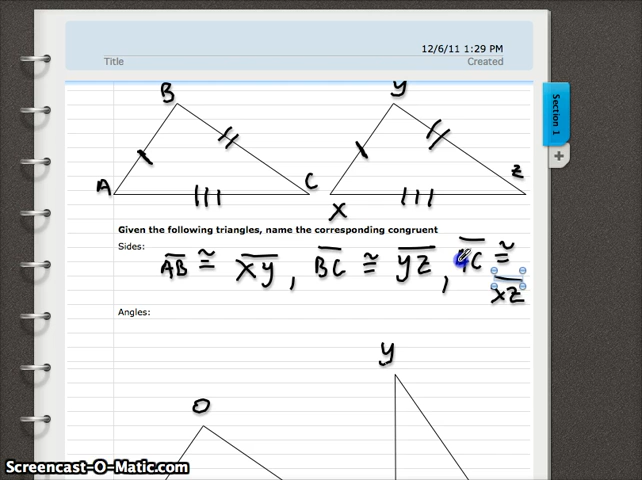 12/6/11 1:29 PM
Title Created
Section 1
+
B Y
A C X Z
Given the following triangles, name the corresponding congruent
Sides:
AB ≅ XY, BC ≅ YZ, AC ≅
XZ
Angles:
Y
O
Screencast-O-Matic.com